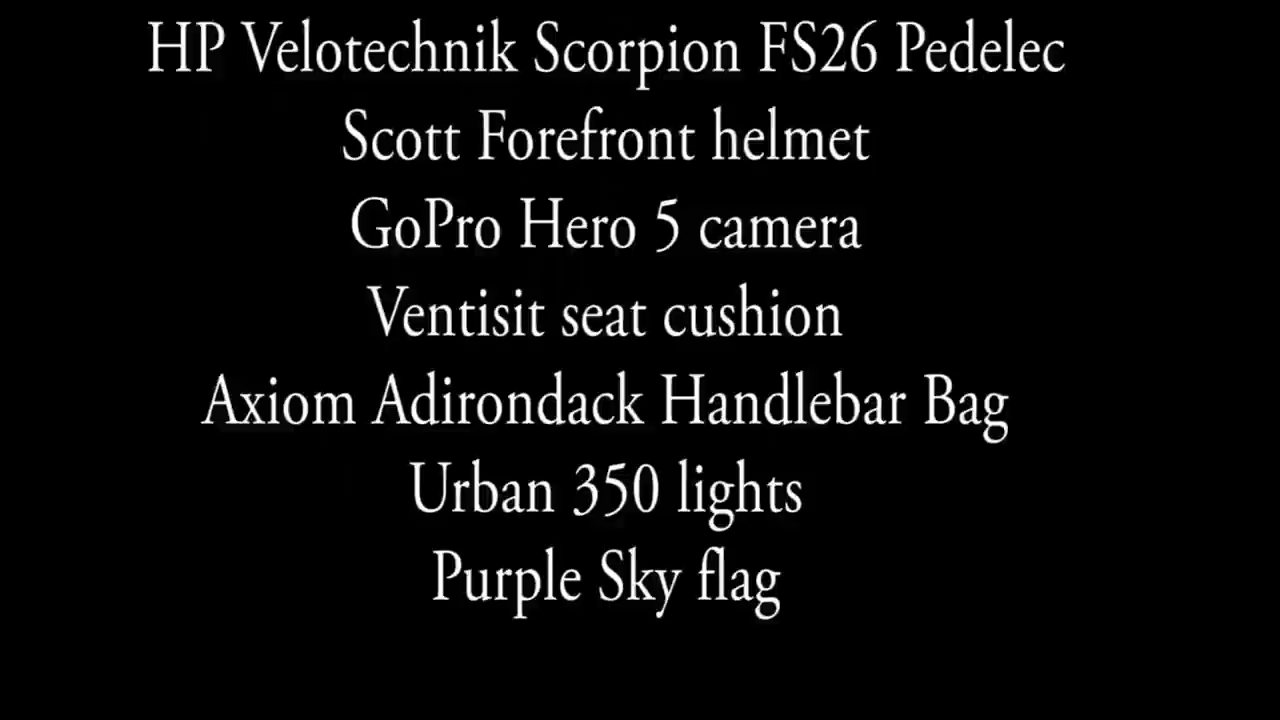 HP Velotechnik Scorpion FS26 Pedelec
Scott Forefront helmet
GoPro Hero 5 camera
Ventisit seat cushion
Axiom Adirondack Handlebar Bag
Urban 350 lights
Purple Sky flag